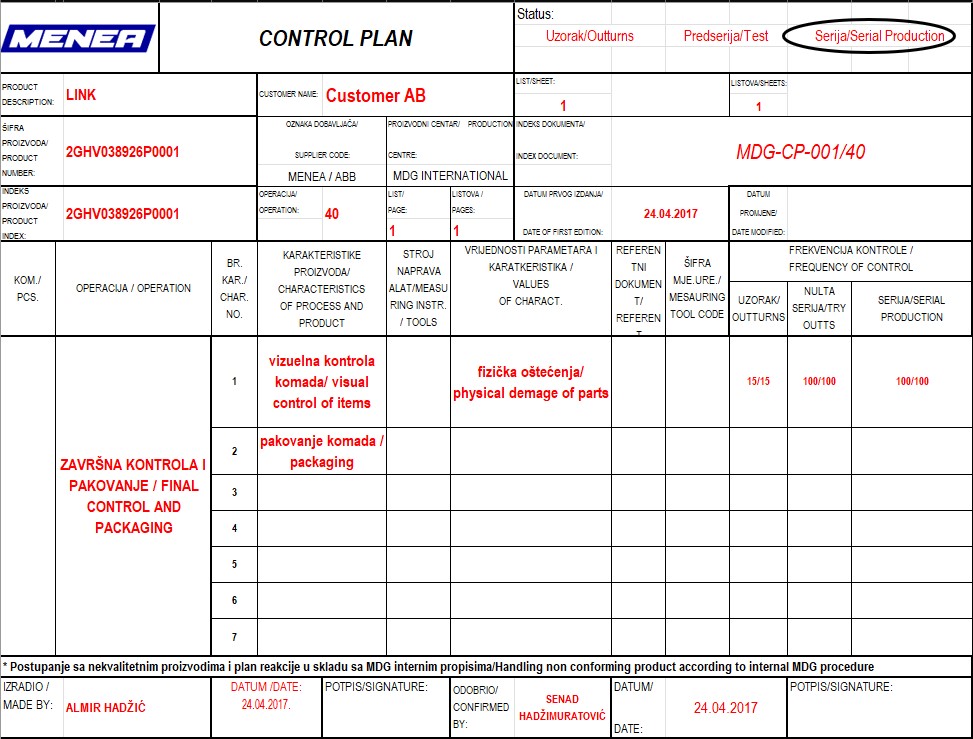 MENEA
CONTROL PLAN
Status:
Uzorak/Outturns Predserija/Test Serija/Serial Production
PRODUCT
DESCRIPTION:
LINK
CUSTOMER NAME:
Customer AB
LIST/SHEET:
1
LISTOVA/SHEETS:
1
ŠIFRA
PROIZVODA/
PRODUCT
NUMBER:
2GHV038926P0001
OZNAKA DOBAVLJAČA/
SUPPLIER CODE:
MENEA / ABB
PROIZVODNI CENTAR/ PRODUCTION
CENTRE:
MDG INTERNATIONAL
INDEKS DOKUMENTA/
INDEX DOCUMENT:
MDG-CP-001/40
INDEKS
PROIZVODA/
PRODUCT
INDEX:
2GHV038926P0001
OPERACIJA/
OPERATION:
40
LIST/
PAGE:
1
LISTOVA /
PAGES:
1
DATUM PRVOG IZDANJA/
DATE OF FIRST EDITION:
24.04.2017
DATUM
PROMJENE/
DATE MODIFIED:
KOM./
PCS.
OPERACIJA / OPERATION
BR.
KAR./
CHAR.
NO.
KARAKTERISTIKE
PROIZVODA/
CHARACTERISTICS
OF PROCESS AND
PRODUCT
STROJ
NAPRAVA
ALAT/MEASU
RING INSTR.
/ TOOLS
VRIJEDNOSTI PARAMETARA I
KARATKERISTIKA /
VALUES
OF CHARACT.
REFEREN
TNI
DOKUMEN
T/
REFEREN
ŠIFRA
MJE.URE./
MESAURING
TOOL CODE
FREKVENCIJA KONTROLE /
FREQUENCY OF CONTROL
UZORAK/
OUTTURNS
NULTA
SERIJA/TRY
OUTTS
SERIJA/SERIAL
PRODUCTION
ZAVRŠNA KONTROLA I
PAKOVANJE / FINAL
CONTROL AND
PACKAGING
1
vizuelna kontrola
komada/ visual
control of items
fizička oštećenja/
physical demage of parts
15/15
100/100
100/100
2
pakovanje komada /
packaging
3
4
5
6
7
* Postupanje sa nekvalitetnim proizvodima i plan reakcije u skladu sa MDG internim propisima/Handling non conforming product according to internal MDG procedure
IZRADIO /
MADE BY:
ALMIR HADŽIĆ
DATUM /DATE:
24.04.2017.
POTPIS/SIGNATURE:
ODOBRIO/
CONFIRMED
BY:
SENAD
HADŽIMURATOVIĆ
DATUM/
DATE:
24.04.2017
POTPIS/SIGNATURE: